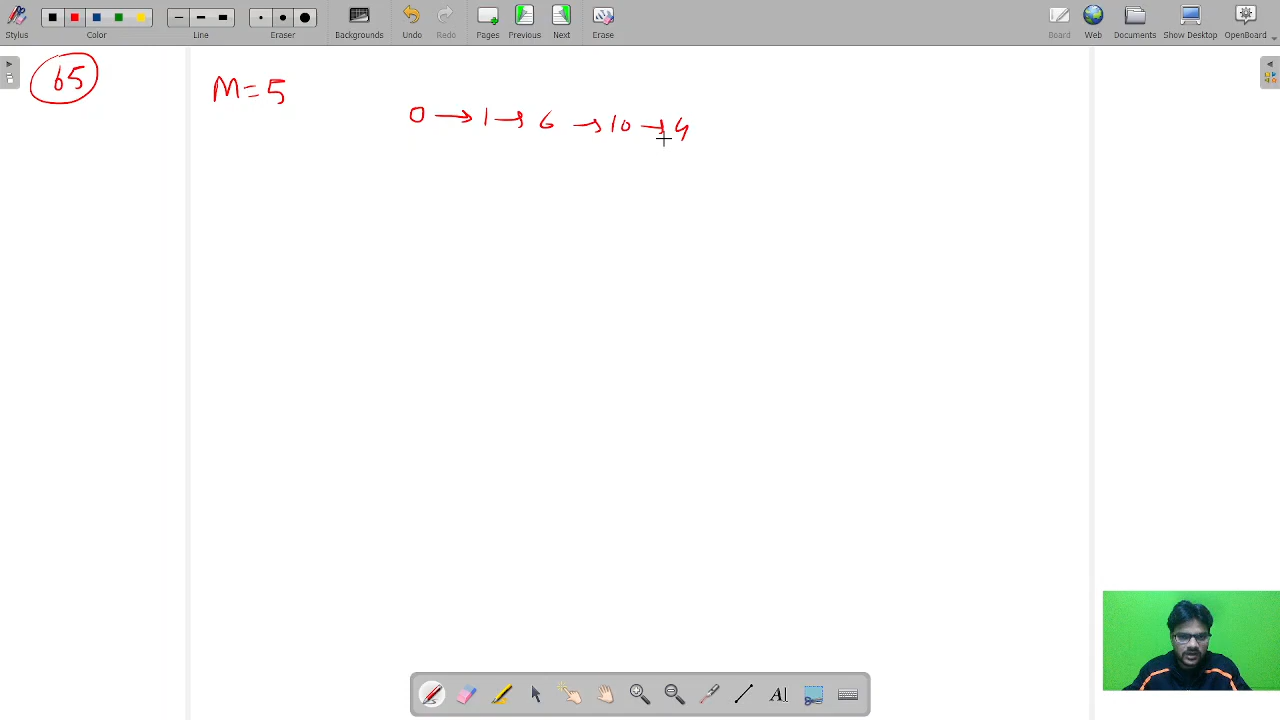 Stylus
Color
Line
Eraser
Backgrounds
Undo
Redo
Pages
Previous
Next
Erase
Board
Web
Documents
Show Desktop
OpenBoard
65
M=5
0 → 1 → 6 → 10 → 4
AI